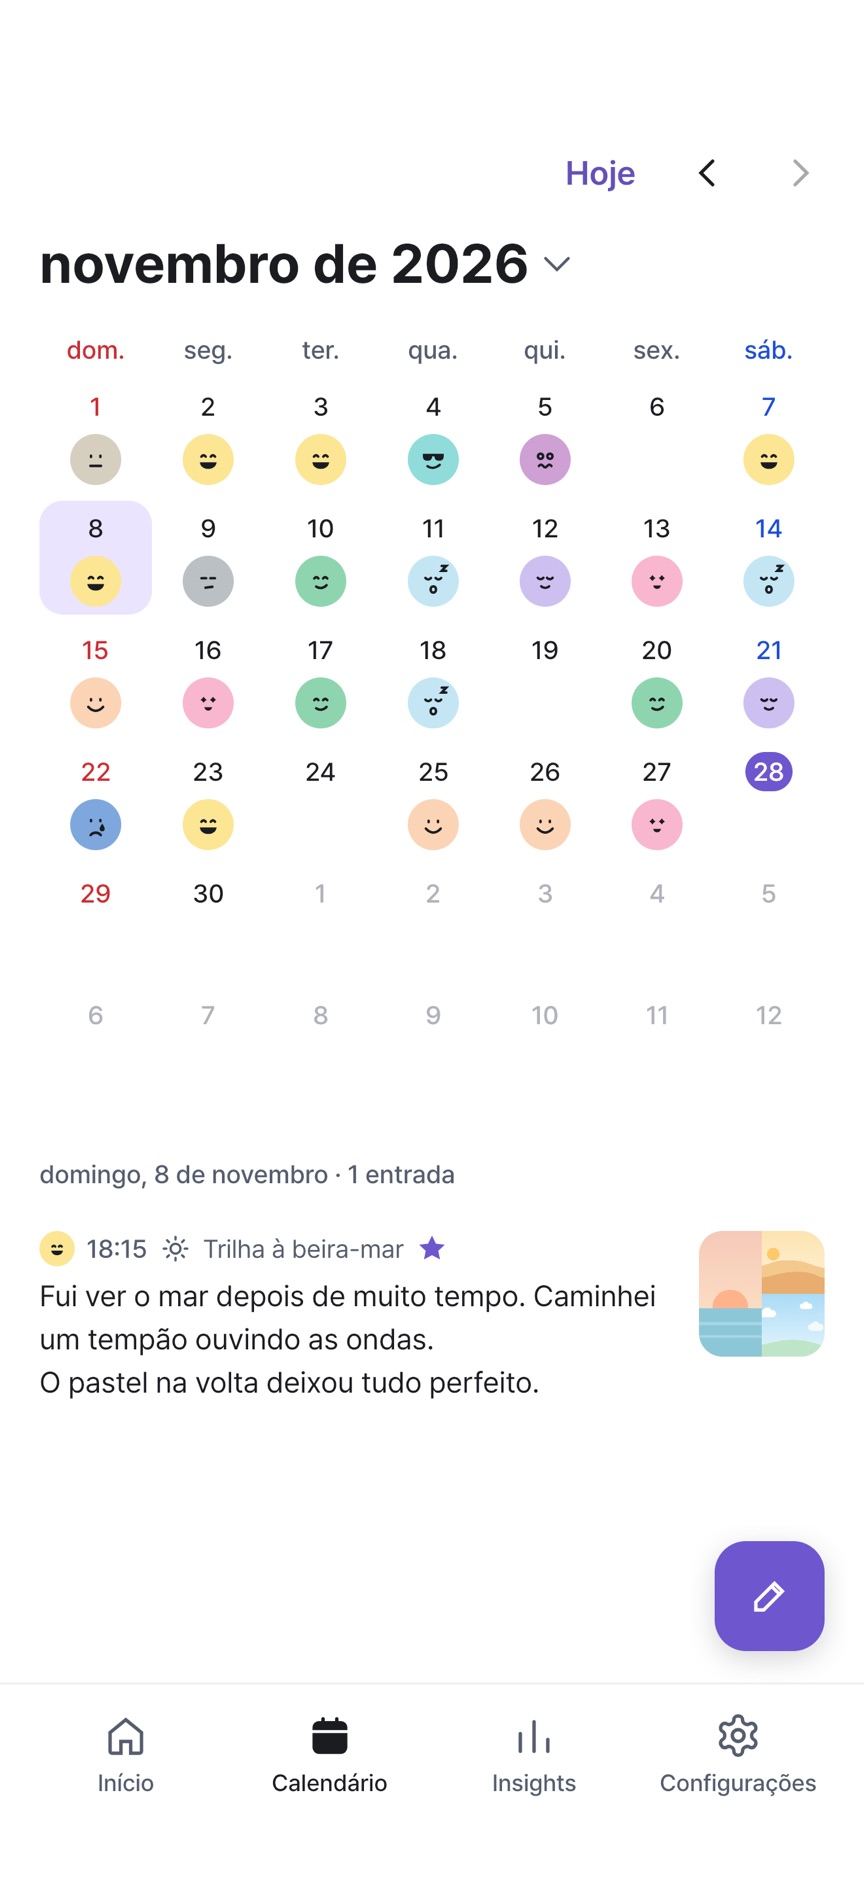 Hoje
novembro de 2026
dom. seg. ter. qua. qui. sex. sáb.
1 2 3 4 5 6 7
8 9 10 11 12 13 14
15 16 17 18 19 20 21
22 23 24 25 26 27 28
29 30 1 2 3 4 5
6 7 8 9 10 11 12
domingo, 8 de novembro · 1 entrada
18:15 Trilha à beira-mar
Fui ver o mar depois de muito tempo. Caminhei
um tempão ouvindo as ondas.
O pastel na volta deixou tudo perfeito.
Início Calendário Insights Configurações